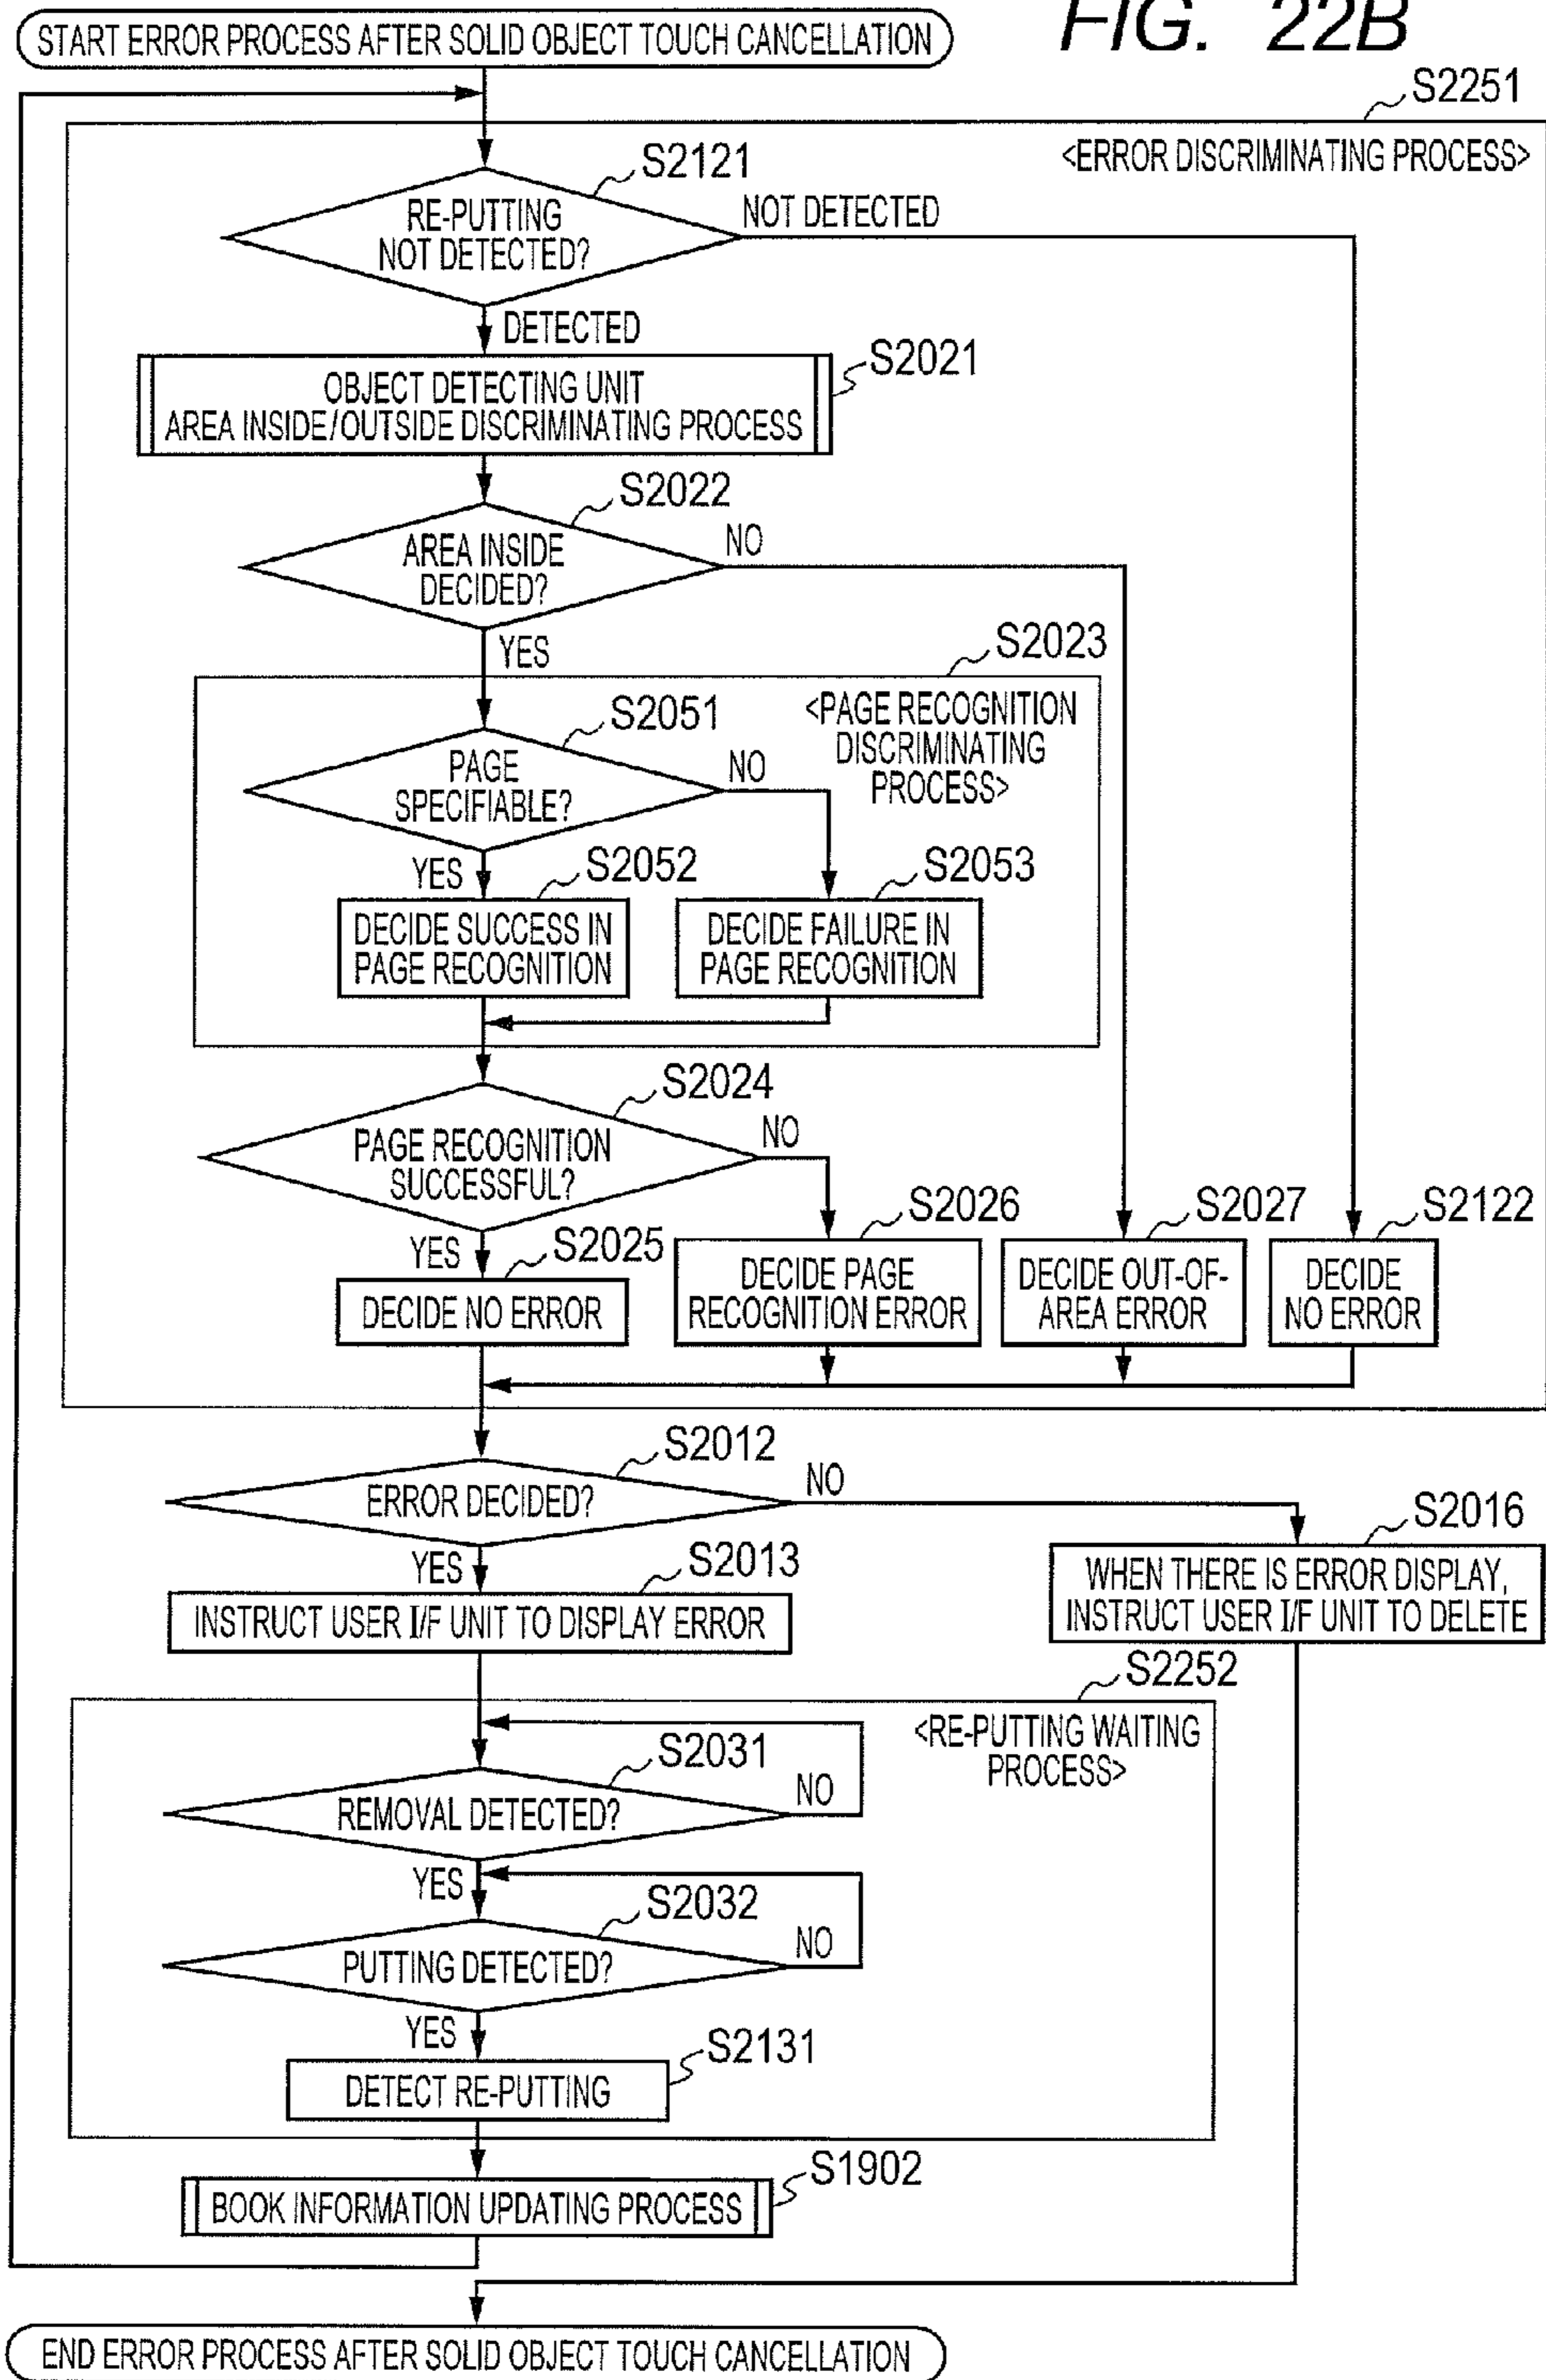 FIG. 22B
START ERROR PROCESS AFTER SOLID OBJECT TOUCH CANCELLATION
S2251
<ERROR DISCRIMINATING PROCESS>
S2121
RE-PUTTING
NOT DETECTED?
NOT DETECTED
DETECTED
S2021
OBJECT DETECTING UNIT
AREA INSIDE/OUTSIDE DISCRIMINATING PROCESS
S2022
AREA INSIDE
DECIDED?
NO
YES
S2023
<PAGE RECOGNITION
DISCRIMINATING
PROCESS>
S2051
PAGE
SPECIFIABLE?
NO
YES
S2052
DECIDE SUCCESS IN
PAGE RECOGNITION
S2053
DECIDE FAILURE IN
PAGE RECOGNITION
S2024
PAGE RECOGNITION
SUCCESSFUL?
NO
YES
S2025
DECIDE NO ERROR
S2026
DECIDE PAGE
RECOGNITION ERROR
S2027
DECIDE OUT-OF-
AREA ERROR
S2122
DECIDE
NO ERROR
S2012
ERROR DECIDED?
NO
YES
S2013
INSTRUCT USER I/F UNIT TO DISPLAY ERROR
S2016
WHEN THERE IS ERROR DISPLAY,
INSTRUCT USER I/F UNIT TO DELETE
S2252
<RE-PUTTING WAITING
PROCESS>
S2031
REMOVAL DETECTED?
NO
YES
S2032
PUTTING DETECTED?
NO
YES
S2131
DETECT RE-PUTTING
S1902
BOOK INFORMATION UPDATING PROCESS
END ERROR PROCESS AFTER SOLID OBJECT TOUCH CANCELLATION